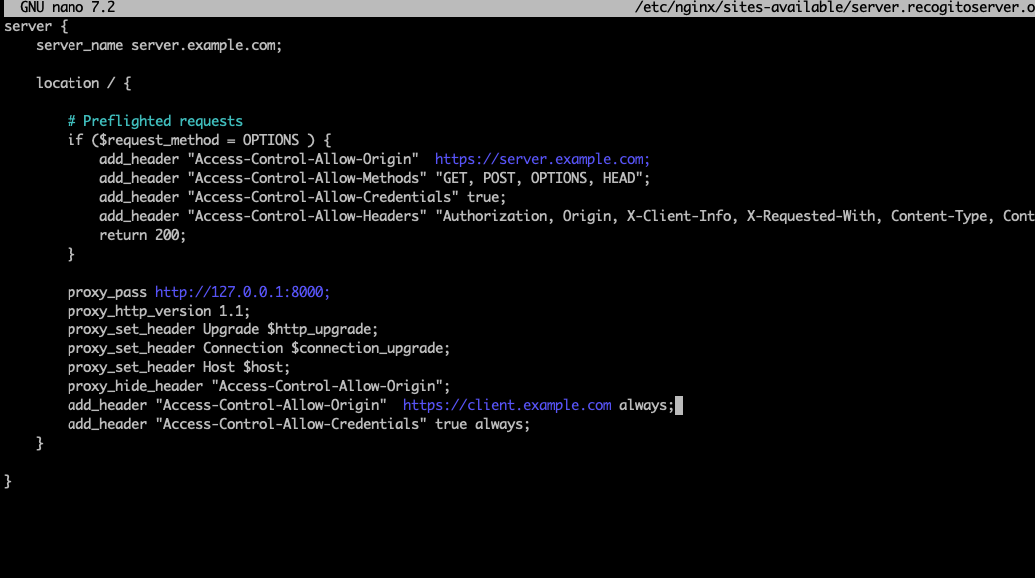 GNU nano 7.2 /etc/nginx/sites-available/server.recogitoserver.o
server {
    server_name server.example.com;
    location / {
        # Preflighted requests
        if ($request_method = OPTIONS ) {
            add_header "Access-Control-Allow-Origin"  https://server.example.com;
            add_header "Access-Control-Allow-Methods" "GET, POST, OPTIONS, HEAD";
            add_header "Access-Control-Allow-Credentials" true;
            add_header "Access-Control-Allow-Headers" "Authorization, Origin, X-Client-Info, X-Requested-With, Content-Type, Cont
            return 200;
        }
        proxy_pass http://127.0.0.1:8000;
        proxy_http_version 1.1;
        proxy_set_header Upgrade $http_upgrade;
        proxy_set_header Connection $connection_upgrade;
        proxy_set_header Host $host;
        proxy_hide_header "Access-Control-Allow-Origin";
        add_header "Access-Control-Allow-Origin"  https://client.example.com always;
        add_header "Access-Control-Allow-Credentials" true always;
    }
}